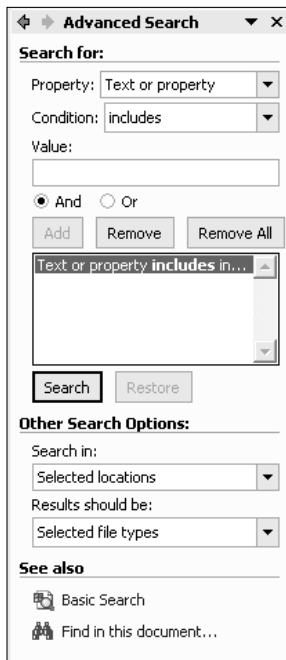 Advanced Search
Search for:
Property: Text or property
Condition: includes
Value:
And Or
Add Remove Remove All
Text or property includes in...
Search Restore
Other Search Options:
Search in:
Selected locations
Results should be:
Selected file types
See also
Basic Search
Find in this document...